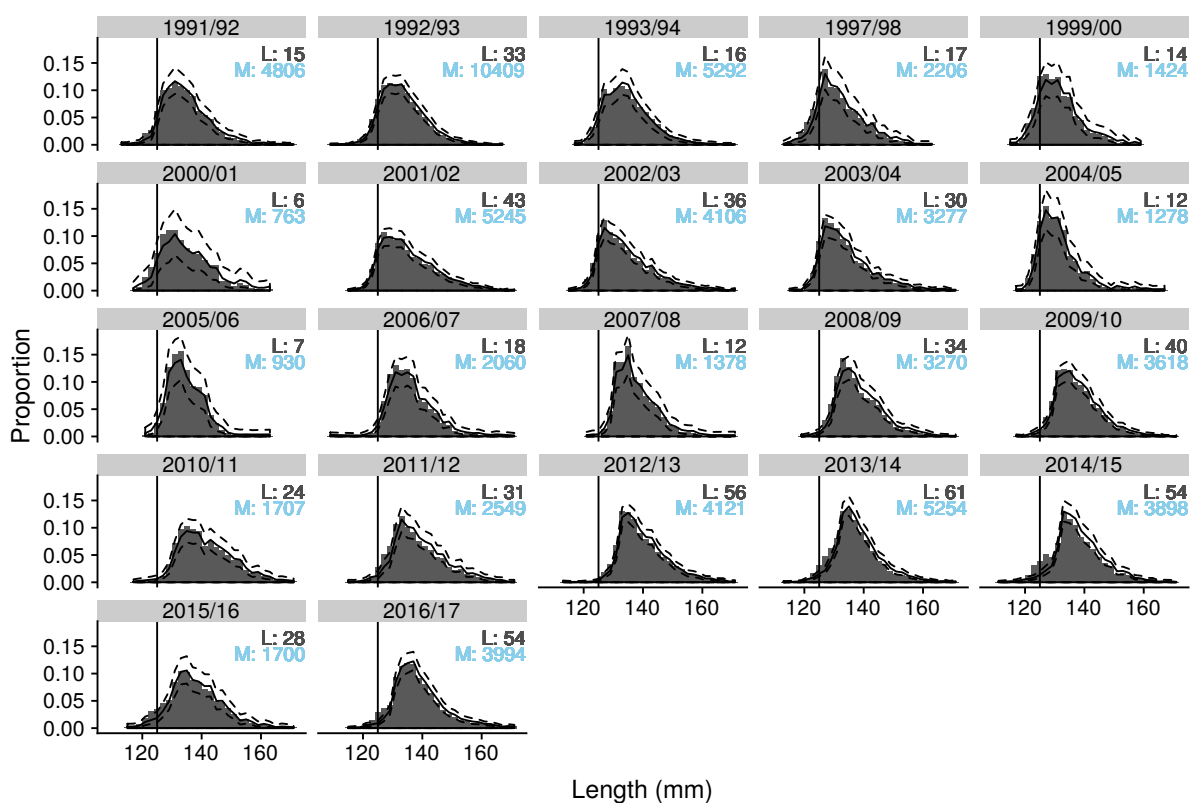 1991/92 1992/93 1993/94 1997/98 1999/00
L: 15 L: 33 L: 16 L: 17 L: 14
M: 4806 M: 10409 M: 5292 M: 2206 M: 1424
0.15
0.10
0.05
0.00
2000/01 2001/02 2002/03 2003/04 2004/05
L: 6 L: 43 L: 36 L: 30 L: 12
M: 763 M: 5245 M: 4106 M: 3277 M: 1278
0.15
0.10
0.05
0.00
2005/06 2006/07 2007/08 2008/09 2009/10
L: 7 L: 18 L: 12 L: 34 L: 40
M: 930 M: 2060 M: 1378 M: 3270 M: 3618
0.15
0.10
0.05
0.00
Proportion
2010/11 2011/12 2012/13 2013/14 2014/15
L: 24 L: 31 L: 56 L: 61 L: 54
M: 1707 M: 2549 M: 4121 M: 5254 M: 3898
0.15
0.10
0.05
0.00
120 140 160 120 140 160 120 140 160
2015/16 2016/17
L: 28 L: 54
M: 1700 M: 3994
0.15
0.10
0.05
0.00
120 140 160 120 140 160
Length (mm)